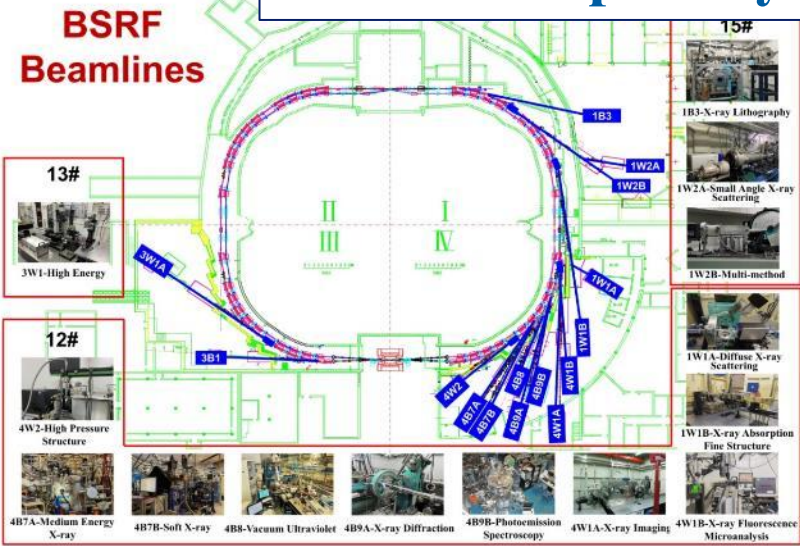 BSRF
Beamlines
13#
3W1-High Energy
12#
4W2-High Pressure
Structure
4B7A-Medium Energy
X-ray
4B7B-Soft X-ray
4B8-Vacuum Ultraviolet
4B9A-X-ray Diffraction
4B9B-Photoemission
Spectroscopy
4W1A-X-ray Imaging
4W1B-X-ray Fluorescence
Microanalysis
15#
1B3-X-ray Lithography
1W2A-Small Angle X-ray
Scattering
1W2B-Multi-method
1W1A-Diffuse X-ray
Scattering
1W1B-X-ray Absorption
Fine Structure
1B3
1W2A
1W2B
II
I
III
IV
3W1A
3B1
1W1A
1W1B
4W1B
4W1A
4B9B
4B9A
4B8
4B7B
4B7A
4W2